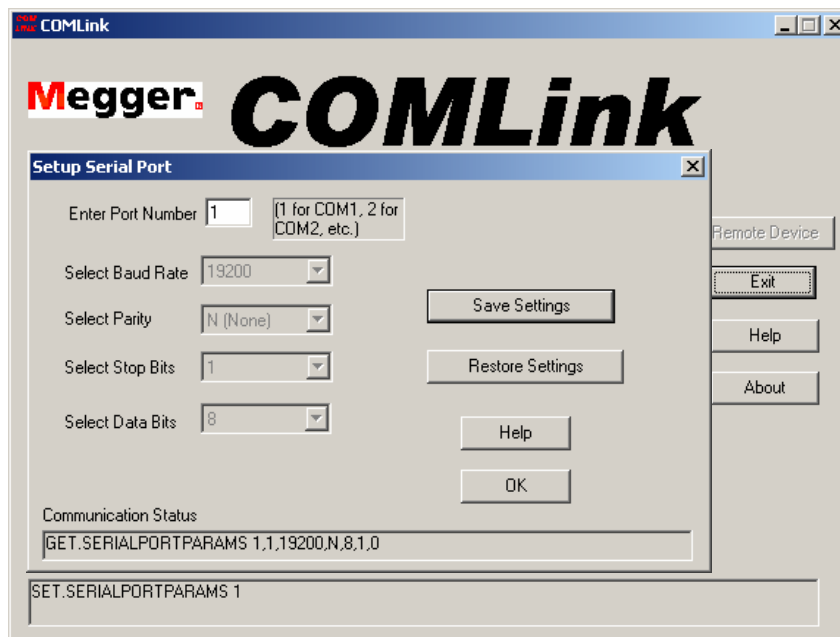 COM
LINK
COMLink
Megger.
COMLink
Setup Serial Port
Enter Port Number 1
(1 for COM1, 2 for
COM2, etc.)
Remote Device
Select Baud Rate 19200
Exit
Select Parity N (None)
Save Settings
Help
Select Stop Bits 1
Restore Settings
About
Select Data Bits 8
Help
OK
Communication Status
GET.SERIALPORTPARAMS 1,1,19200,N,8,1,0
SET.SERIALPORTPARAMS 1